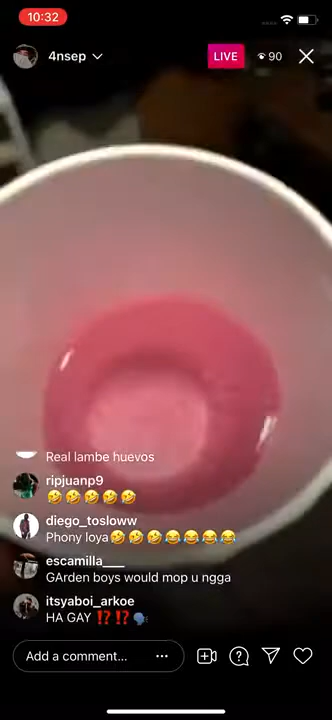 10:32
4nsep
LIVE
90
Real lambe huevos
ripjuanp9
🤣🤣🤣🤣🤣
diego_tosloww
Phony loya🤣🤣🤣😂😂😂😂
escamilla___
GArden boys would mop u ngga
itsyaboi_arkoe
HA GAY ⁉️⁉️🗣
Add a comment...